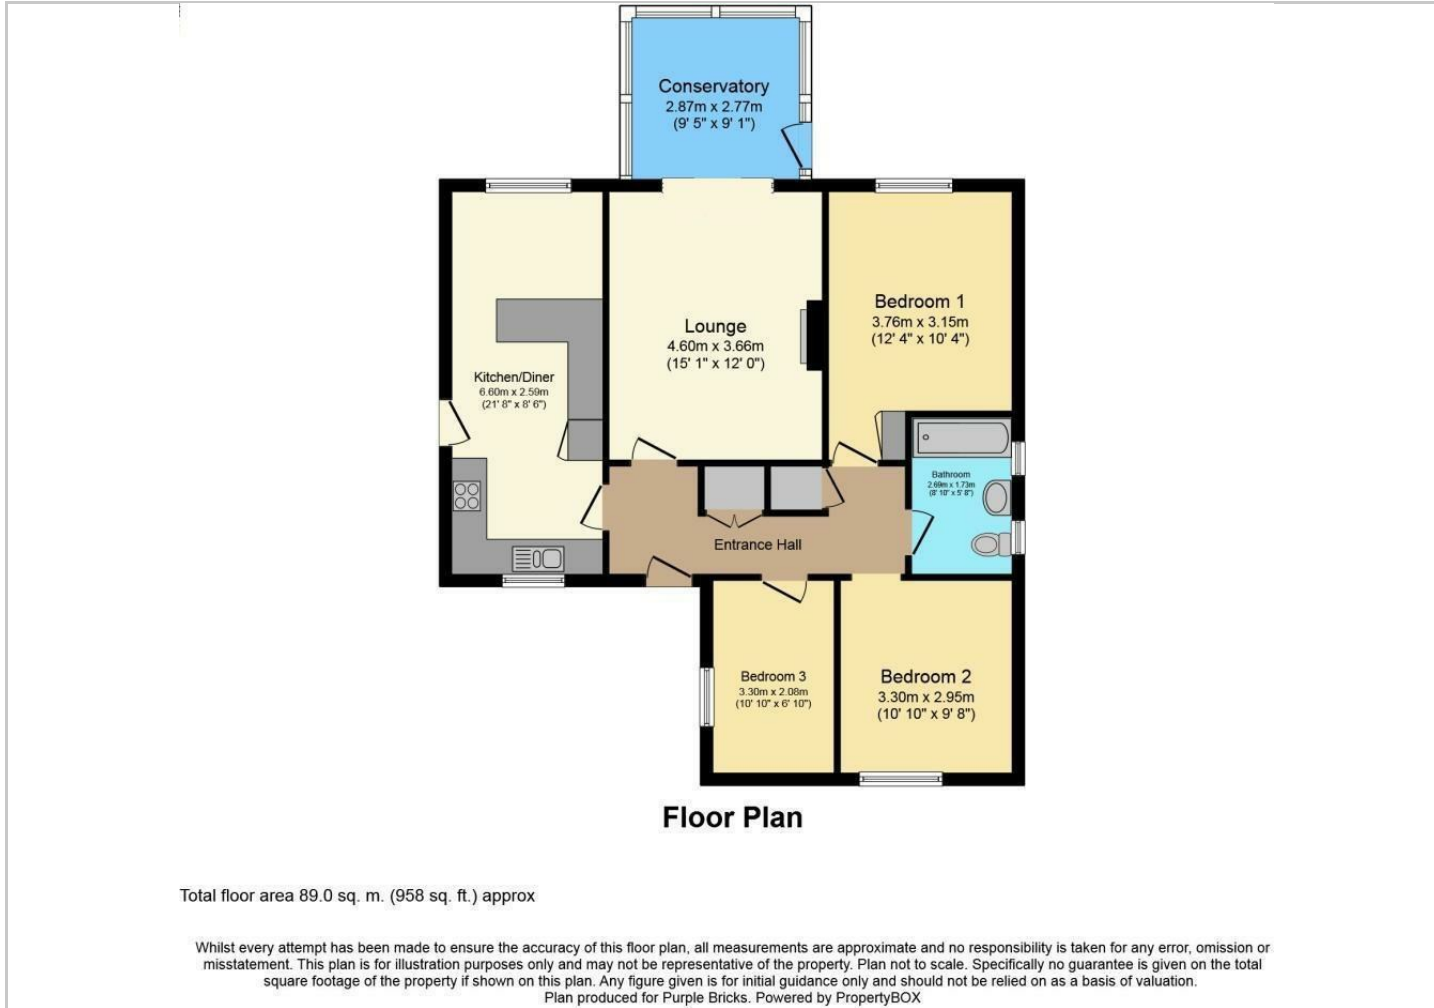 Conservatory
2.87m x 2.77m
(9' 5" x 9' 1")
Lounge
4.60m x 3.66m
(15' 1" x 12' 0")
Bedroom 1
3.76m x 3.15m
(12' 4" x 10' 4")
Kitchen/Diner
6.60m x 2.59m
(21' 8" x 8' 6")
Bathroom
2.69m x 1.73m
(8' 10" x 5' 8")
Entrance Hall
Bedroom 3
3.30m x 2.08m
(10' 10" x 6' 10")
Bedroom 2
3.30m x 2.95m
(10' 10" x 9' 8")
Floor Plan
Total floor area 89.0 sq. m. (958 sq. ft.) approx
Whilst every attempt has been made to ensure the accuracy of this floor plan, all measurements are approximate and no responsibility is taken for any error, omission or
misstatement. This plan is for illustration purposes only and may not be representative of the property. Plan not to scale. Specifically no guarantee is given on the total
square footage of the property if shown on this plan. Any figure given is for initial guidance only and should not be relied on as a basis of valuation.
Plan produced for Purple Bricks. Powered by PropertyBOX